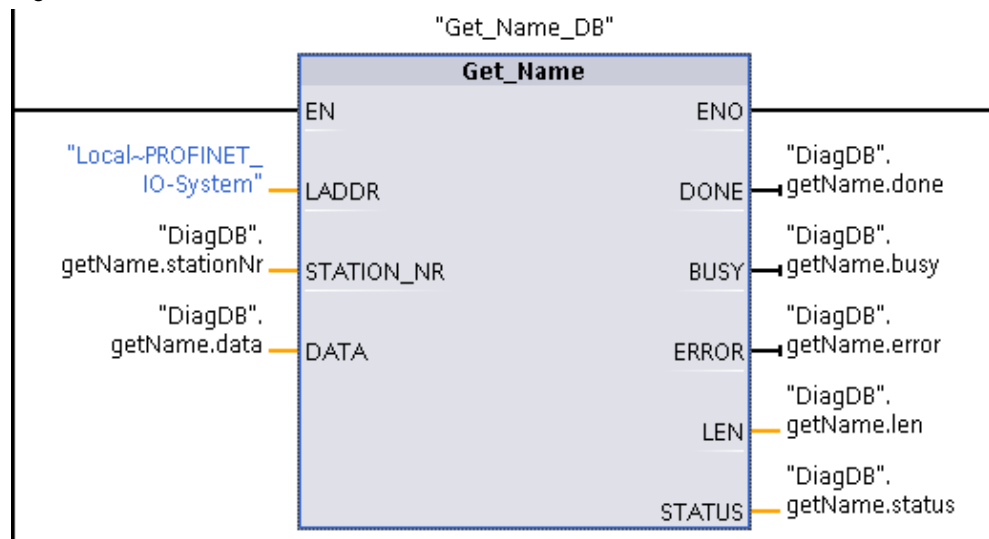 "Get_Name_DB"
Get_Name
EN
ENO
"Local~PROFINET_
IO-System"
LADDR
DONE
"DiagDB".
getName.done
"DiagDB".
getName.stationNr
STATION_NR
BUSY
"DiagDB".
getName.busy
"DiagDB".
getName.data
DATA
ERROR
"DiagDB".
getName.error
LEN
"DiagDB".
getName.len
STATUS
"DiagDB".
getName.status